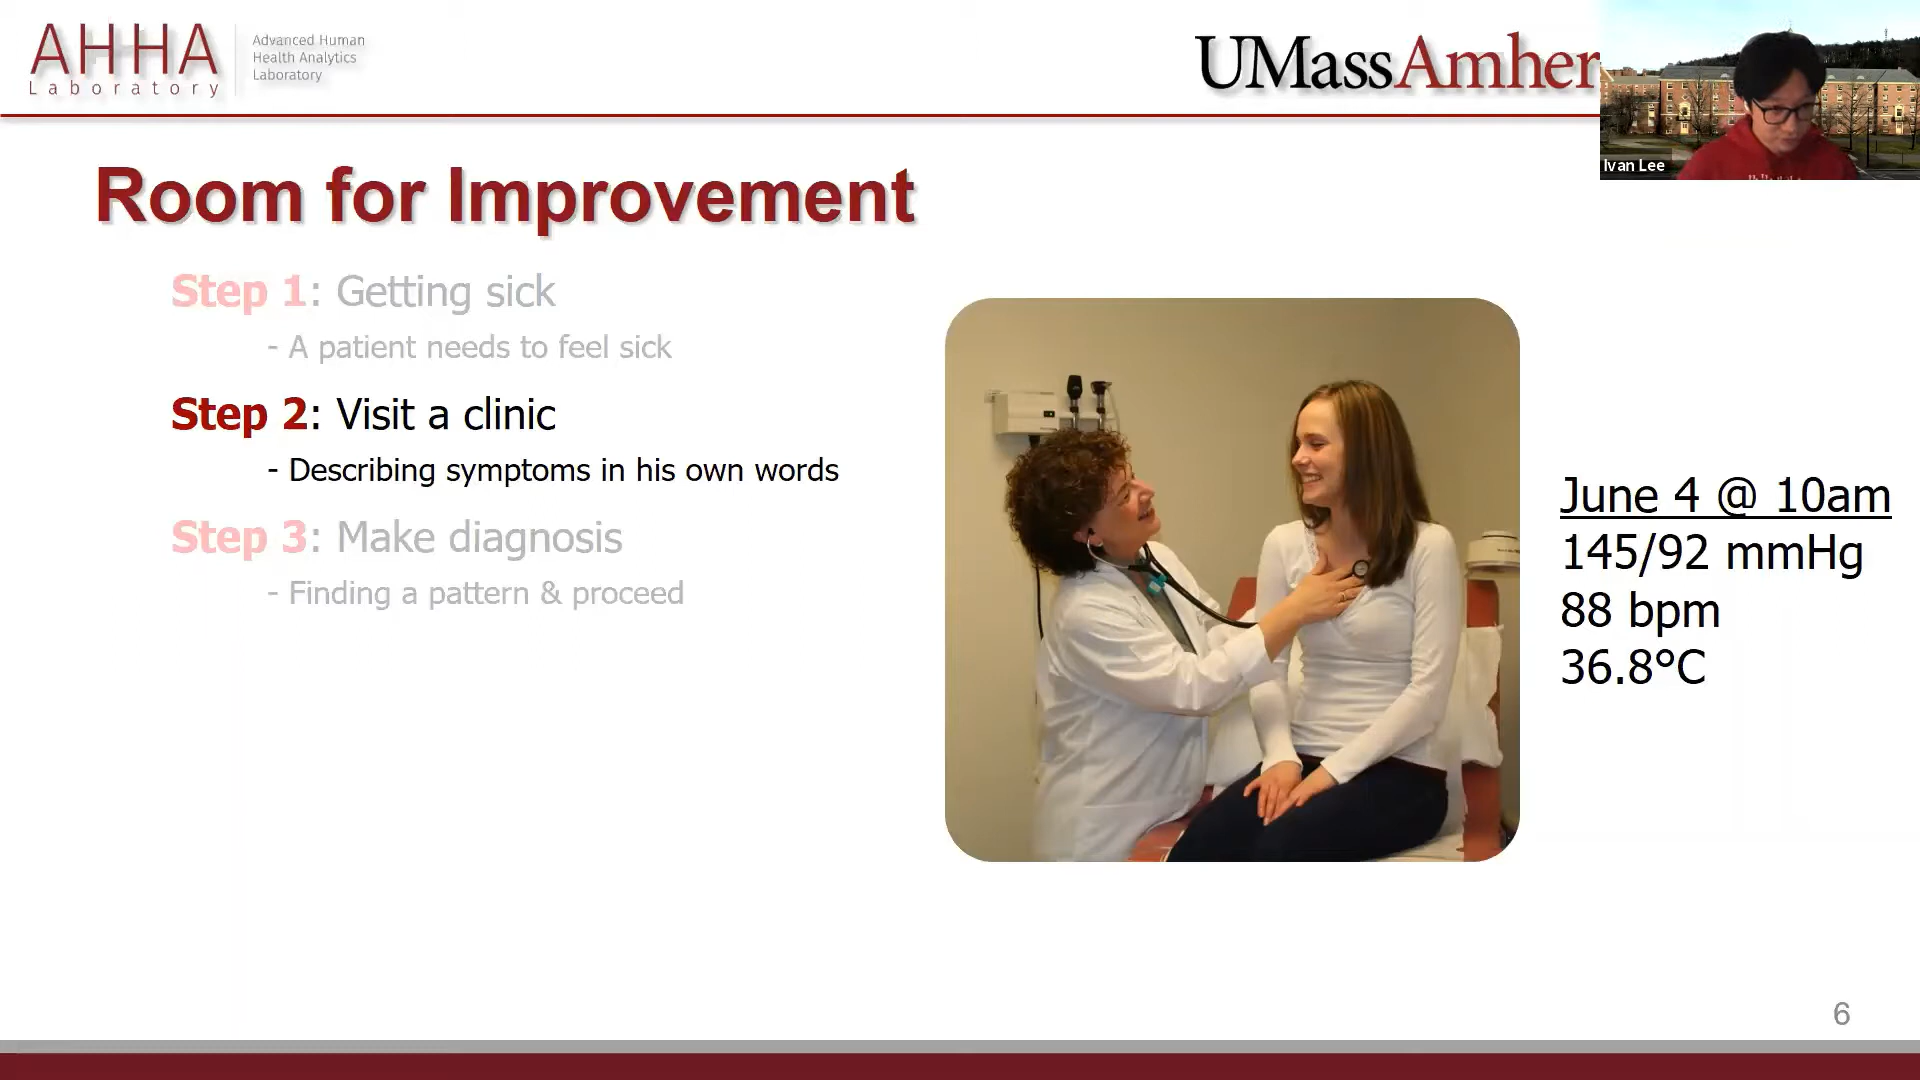 AHHA
Laboratory
Advanced Human
Health Analytics
Laboratory
UMassAmher
Ivan Lee
Room for Improvement
Step 1: Getting sick
- A patient needs to feel sick
Step 2: Visit a clinic
- Describing symptoms in his own words
Step 3: Make diagnosis
- Finding a pattern & proceed
June 4 @ 10am
145/92 mmHg
88 bpm
36.8°C
6